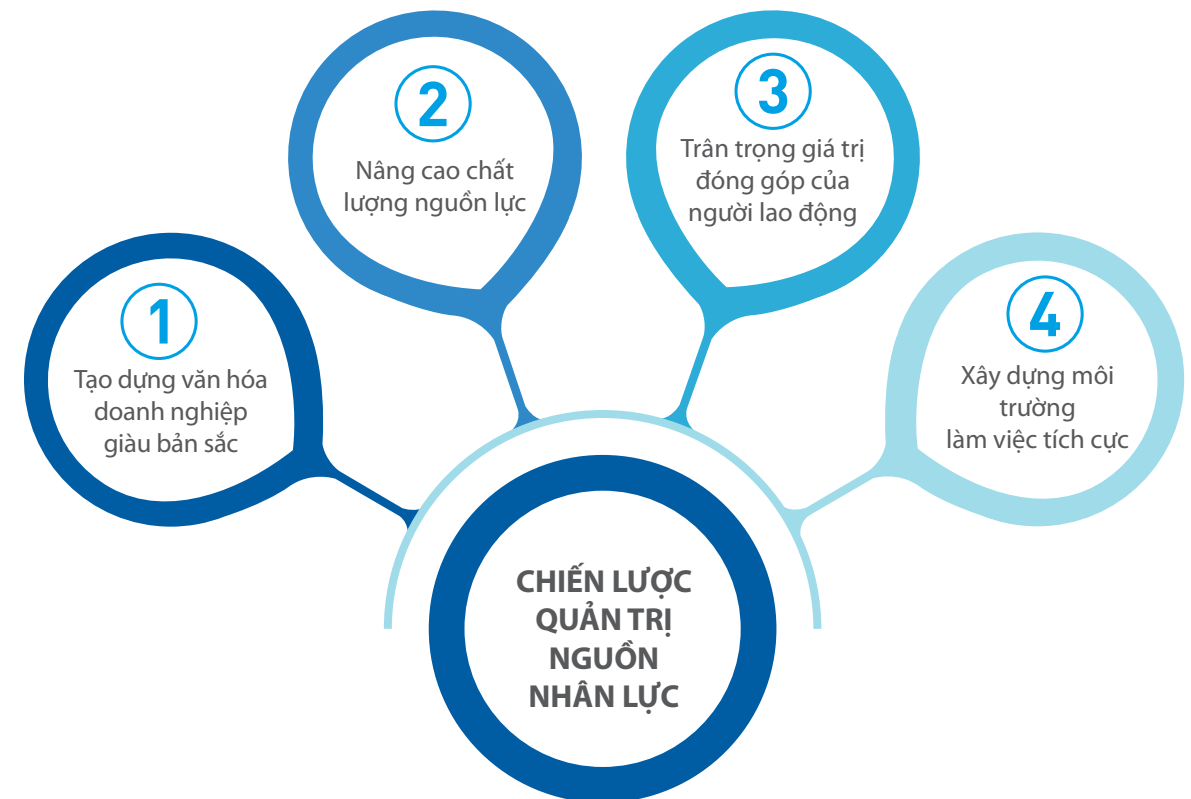 1
Tạo dựng văn hóa
doanh nghiệp
giàu bản sắc
2
Nâng cao chất
lượng nguồn lực
3
Trân trọng giá trị
đóng góp của
người lao động
4
Xây dựng môi
trường
làm việc tích cực
CHIẾN LƯỢC
QUẢN TRỊ
NGUỒN
NHÂN LỰC